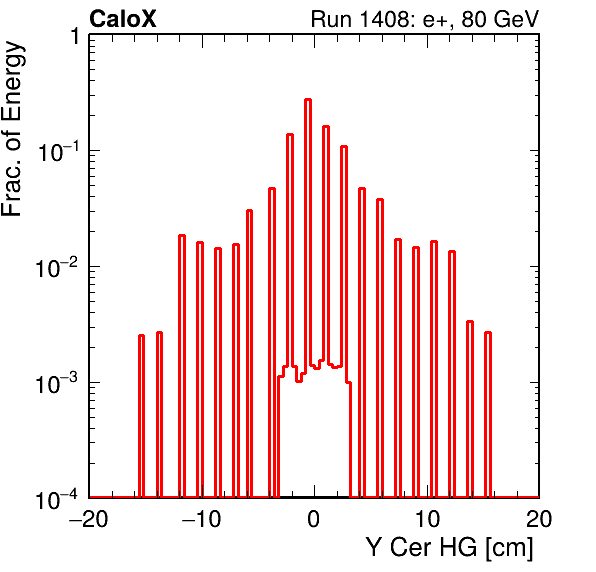 CaloX
Run 1408: e+, 80 GeV
Frac. of Energy
1
10⁻¹
10⁻²
10⁻³
10⁻⁴
−20 −10 0 10 20
Y Cer HG [cm]